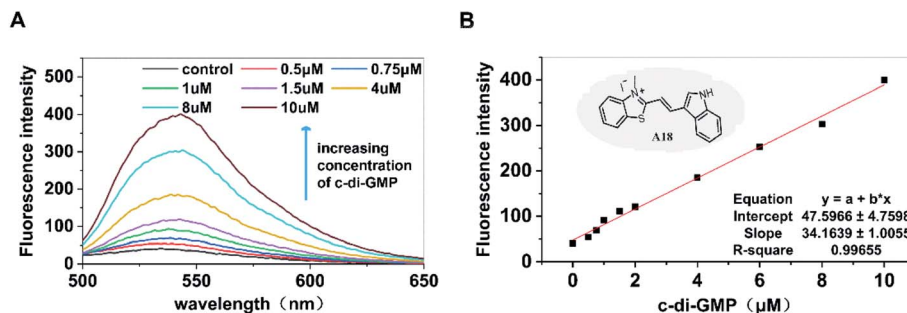 A
control 0.5μM 0.75μM
1uM 1.5uM 4uM
8uM 10uM
increasing
concentration
of c-di-GMP
Fluorescence intensity
500
400
300
200
100
0
500 550 600 650
wavelength（nm）
B
I⁻
N⁺
S
NH
A18
Equation y = a + b*x
Intercept 47.5966 ± 4.7598
Slope 34.1639 ± 1.0055
R-square 0.99655
Fluorescence intensity
400
300
200
100
0
0 2 4 6 8 10
c-di-GMP（μM）